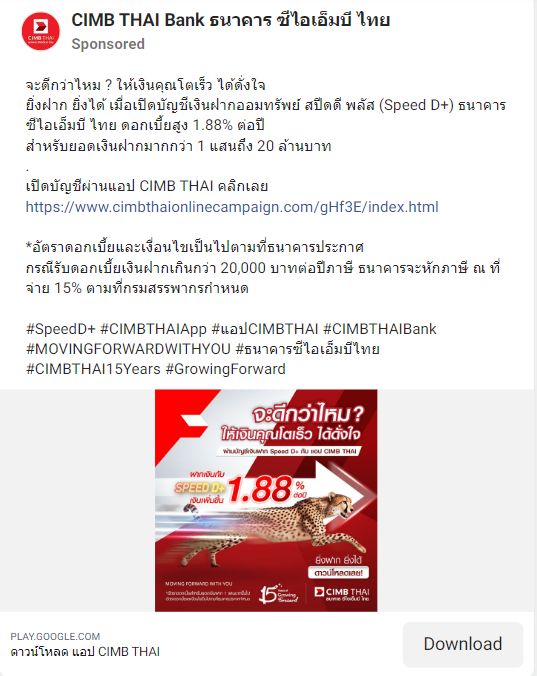 CIMB THAI Bank ธนาคาร ซีไอเอ็มบี ไทย
Sponsored
จะดีกว่าไหม ? ให้เงินคุณโตเร็ว ได้ดั่งใจ
ยิ่งฝาก ยิ่งได้ เมื่อเปิดบัญชีเงินฝากออมทรัพย์ สปีดดี พลัส (Speed D+) ธนาคาร
ซีไอเอ็มบี ไทย ดอกเบี้ยสูง 1.88% ต่อปี
สำหรับยอดเงินฝากมากกว่า 1 แสนถึง 20 ล้านบาท
.
เปิดบัญชีผ่านแอป CIMB THAI คลิกเลย
https://www.cimbthaionlinecampaign.com/gHf3E/index.html
*อัตราดอกเบี้ยและเงื่อนไขเป็นไปตามที่ธนาคารประกาศ
กรณีรับดอกเบี้ยเงินฝากเกินกว่า 20,000 บาทต่อปีภาษี ธนาคารจะหักภาษี ณ ที่
จ่าย 15% ตามที่กรมสรรพากรกำหนด
#SpeedD+ #CIMBTHAIApp #แอปCIMBTHAI #CIMBTHAIBank
#MOVINGFORWARDWITHYOU #ธนาคารซีไอเอ็มบีไทย
#CIMBTHAI15Years #GrowingForward
จะดีกว่าไหม?
ให้เงินคุณโตเร็ว ได้ดั่งใจ
ผ่านบัญชีเงินฝาก Speed D+ กับ แอป CIMB THAI
ฝากเงินกับ
SPEED D+
เงินเพิ่มขึ้น
1.88%
ต่อปี
ยิ่งฝาก ยิ่งได้
ดาวน์โหลดเลย!
MOVING FORWARD WITH YOU
15
Growing
Forward
CIMB THAI
ธนาคาร ซีไอเอ็มบี ไทย
PLAY.GOOGLE.COM
ดาวน์โหลด แอป CIMB THAI
Download